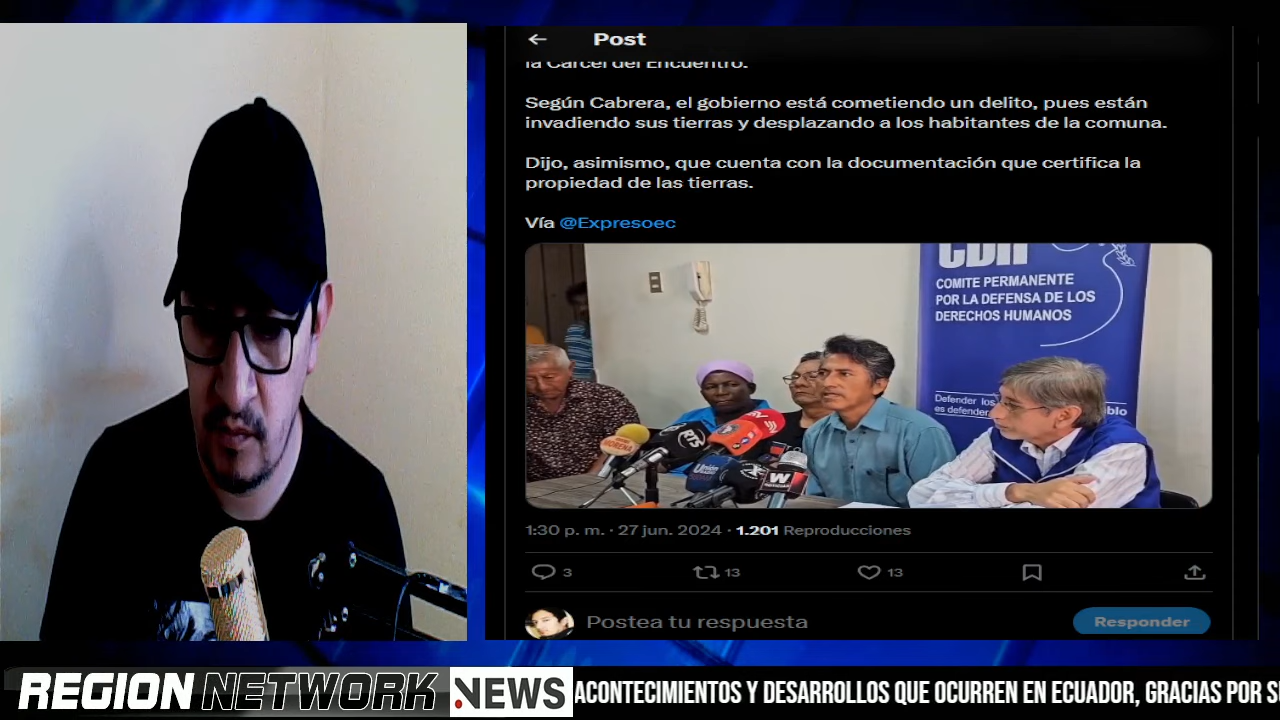 Post
la Cárcel del Encuentro.
Según Cabrera, el gobierno está cometiendo un delito, pues están
invadiendo sus tierras y desplazando a los habitantes de la comuna.
Dijo, asimismo, que cuenta con la documentación que certifica la
propiedad de las tierras.
Vía @Expresoec
CDH
COMITE PERMANENTE
POR LA DEFENSA DE LOS
DERECHOS HUMANOS
Defender los
es defender
blo
RTS
Unión
W
1:30 p. m. · 27 jun. 2024 · 1.201 Reproducciones
3
13
13
Postea tu respuesta
Responder
REGION NETWORK .NEWS
ACONTECIMIENTOS Y DESARROLLOS QUE OCURREN EN ECUADOR, GRACIAS POR